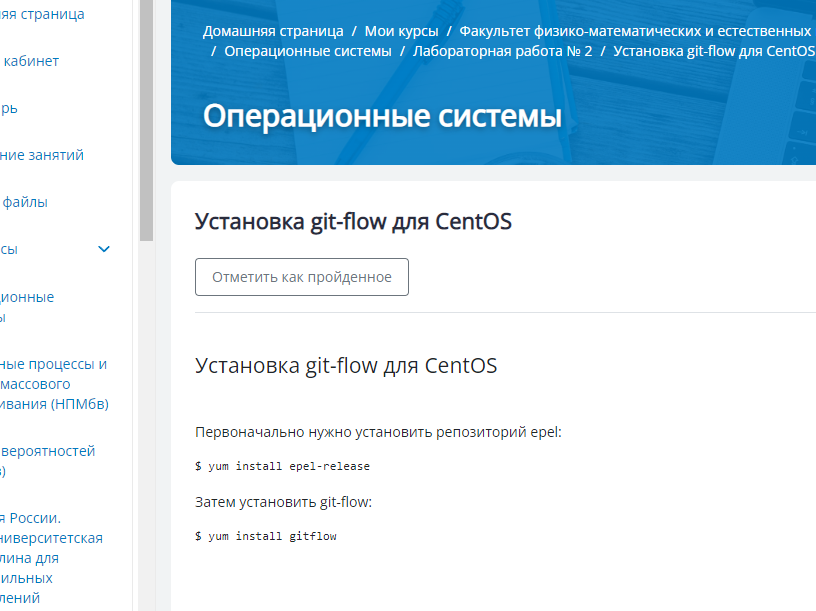 яя страница
кабинет
рь
ние занятий
файлы
сы
ционные
ы
ные процессы и
массового
ивания (НПМбв)
вероятностей
в)
я России.
ниверситетская
лина для
ильных
лений
Домашняя страница / Мои курсы / Факультет физико-математических и естественных
/ Операционные системы / Лабораторная работа № 2 / Установка git-flow для CentOS
Операционные системы
Установка git-flow для CentOS
Отметить как пройденное
Установка git-flow для CentOS
Первоначально нужно установить репозиторий epel:
$ yum install epel-release
Затем установить git-flow:
$ yum install gitflow